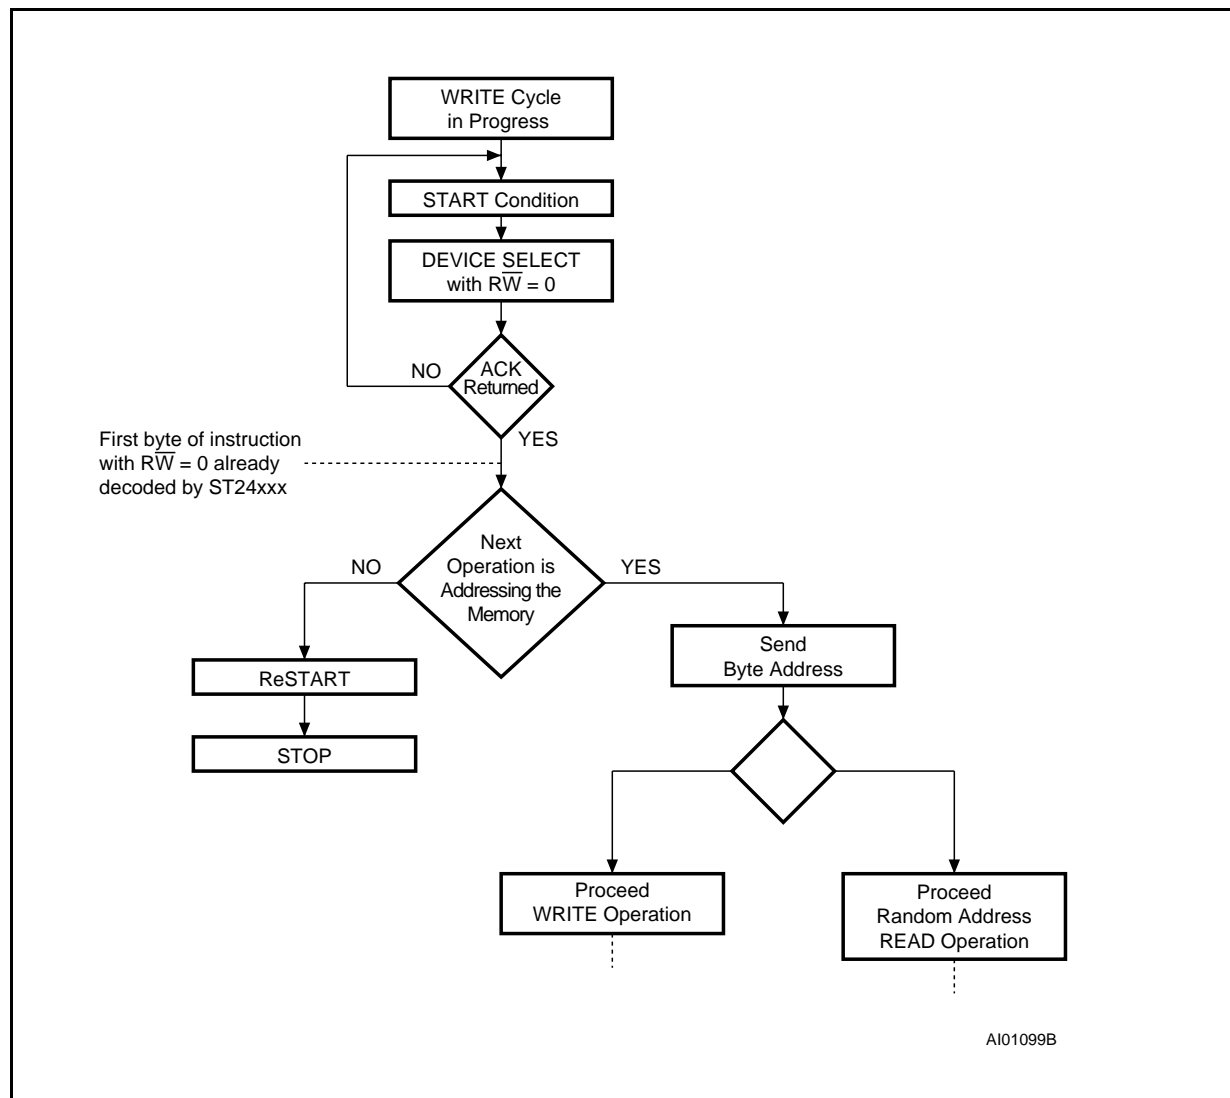 WRITE Cycle
in Progress
START Condition
DEVICE SELECT
with RW̅ = 0
ACK
Returned
NO
YES
First byte of instruction
with RW̅ = 0 already
decoded by ST24xxx
Next
Operation is
Addressing the
Memory
NO
YES
Send
Byte Address
ReSTART
STOP
Proceed
WRITE Operation
Proceed
Random Address
READ Operation
AI01099B